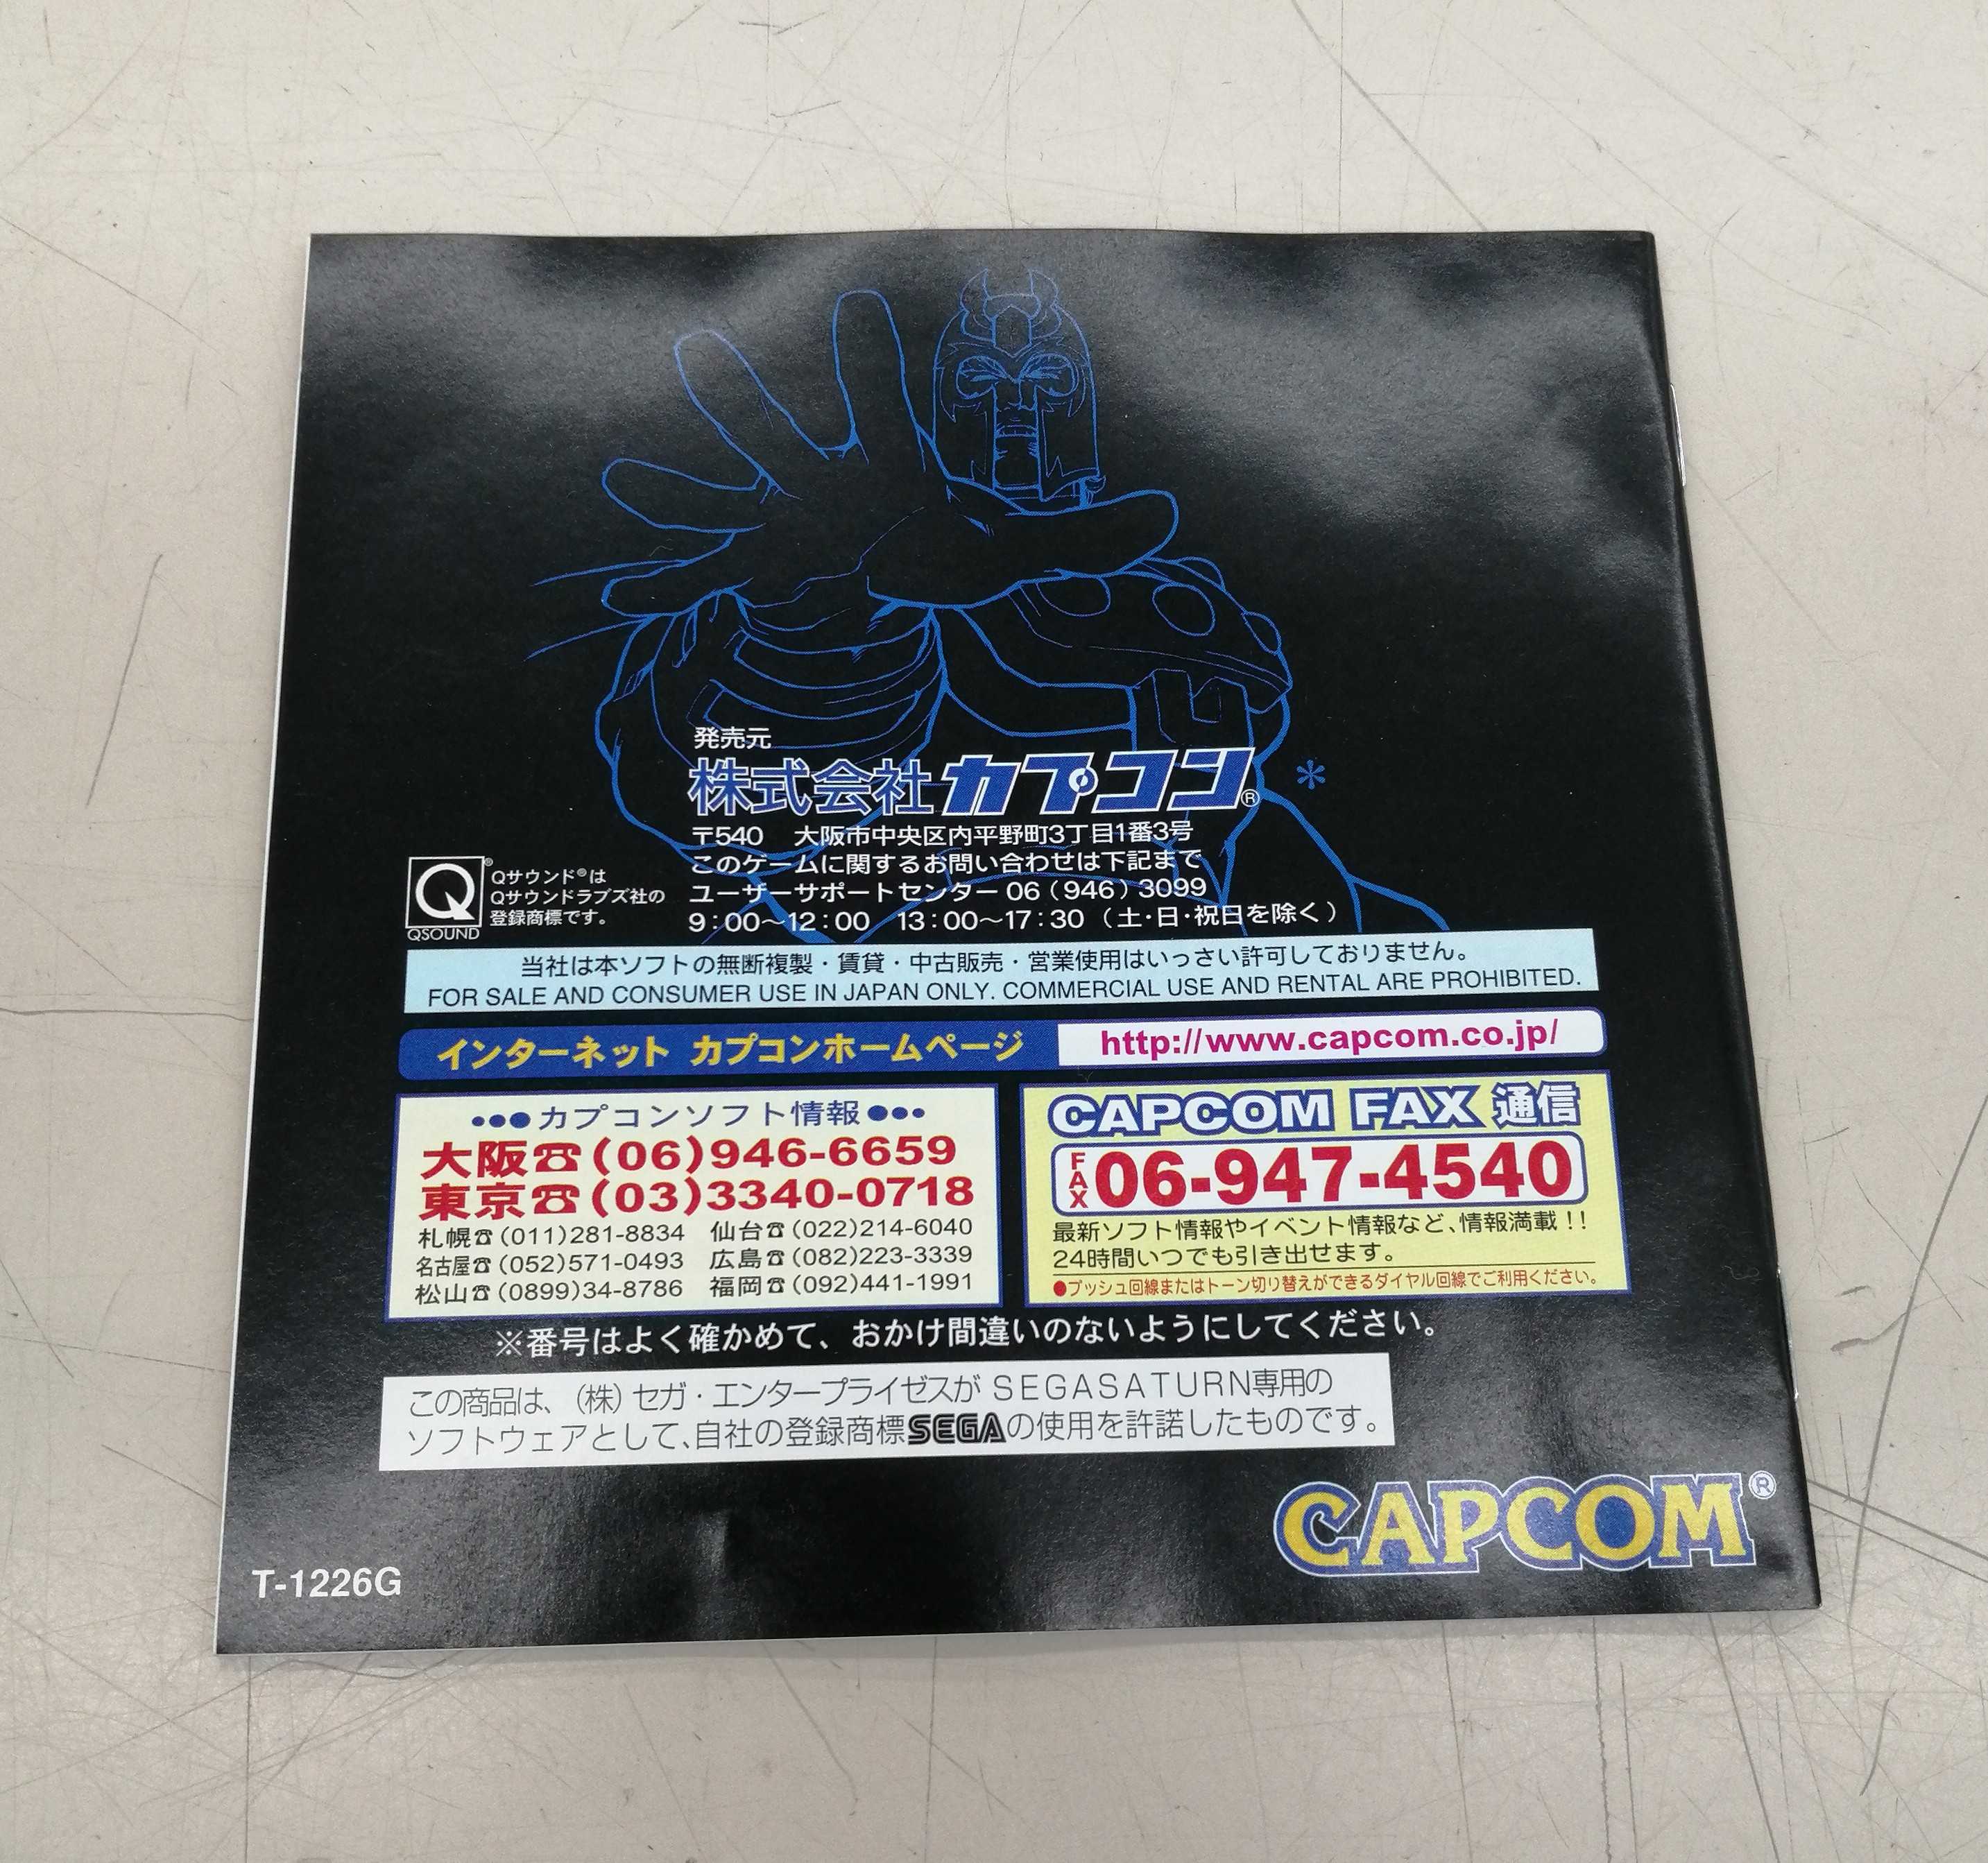 発売元
株式会社カプコン®
〒540 大阪市中央区内平野町3丁目1番3号
このゲームに関するお問い合わせは下記まで
ユーザーサポートセンター 06(946)3099
9:00〜12:00 13:00〜17:30(土・日・祝日を除く)
Q®
QSOUND
Qサウンド®は
Qサウンドラブズ社の
登録商標です。
当社は本ソフトの無断複製・賃貸・中古販売・営業使用はいっさい許可しておりません。
FOR SALE AND CONSUMER USE IN JAPAN ONLY. COMMERCIAL USE AND RENTAL ARE PROHIBITED.
インターネット カプコンホームページ http://www.capcom.co.jp/
●●●カプコンソフト情報●●●
大阪☎(06)946-6659
東京☎(03)3340-0718
札幌☎(011)281-8834 仙台☎(022)214-6040
名古屋☎(052)571-0493 広島☎(082)223-3339
松山☎(0899)34-8786 福岡☎(092)441-1991
CAPCOM FAX 通信
FAX 06-947-4540
最新ソフト情報やイベント情報など、情報満載!!
24時間いつでも引き出せます。
●プッシュ回線またはトーン切り替えができるダイヤル回線でご利用ください。
※番号はよく確かめて、おかけ間違いのないようにしてください。
この商品は、(株)セガ・エンタープライゼスが SEGASATURN専用の
ソフトウェアとして、自社の登録商標SEGAの使用を許諾したものです。
CAPCOM®
T-1226G